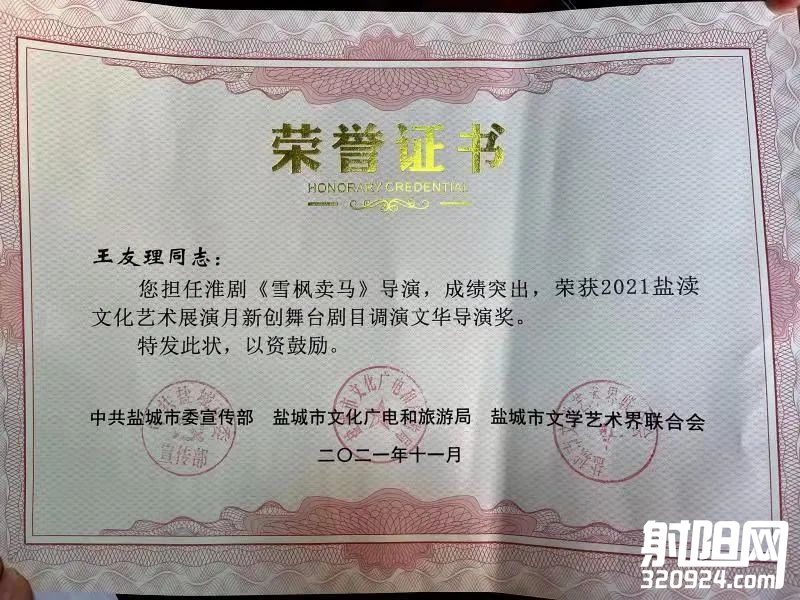 荣誉证书
HONORARY CREDENTIAL
王友理同志：
您担任淮剧《雪枫卖马》导演，成绩突出，荣获2021盐渎
文化艺术展演月新创舞台剧目调演文华导演奖。
特发此状，以资鼓励。
中共盐城市委宣传部 盐城市文化广电和旅游局 盐城市文学艺术界联合会
二〇二一年十一月
射阳网
320924.com